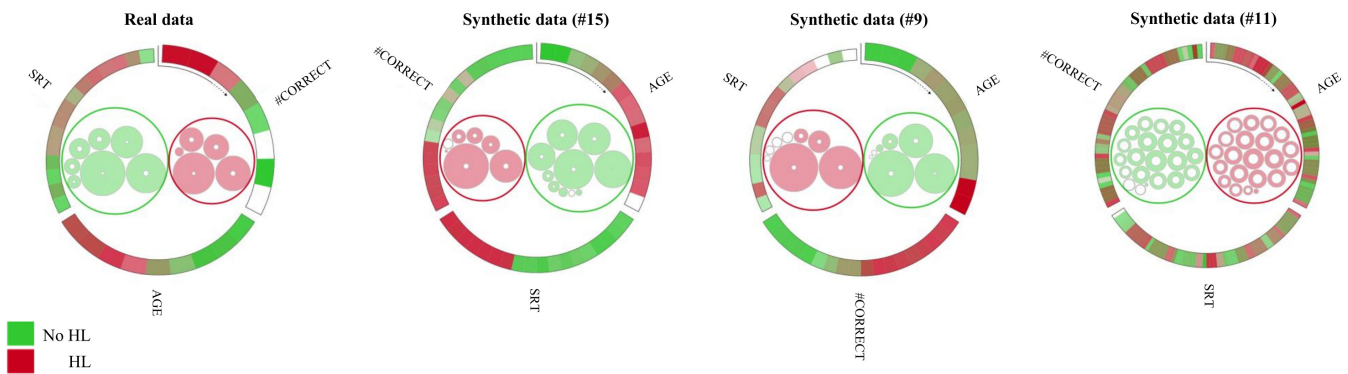 Real data
Synthetic data (#15)
Synthetic data (#9)
Synthetic data (#11)
SRT
#CORRECT
AGE
#CORRECT
AGE
SRT
SRT
AGE
#CORRECT
#CORRECT
AGE
SRT
No HL
HL